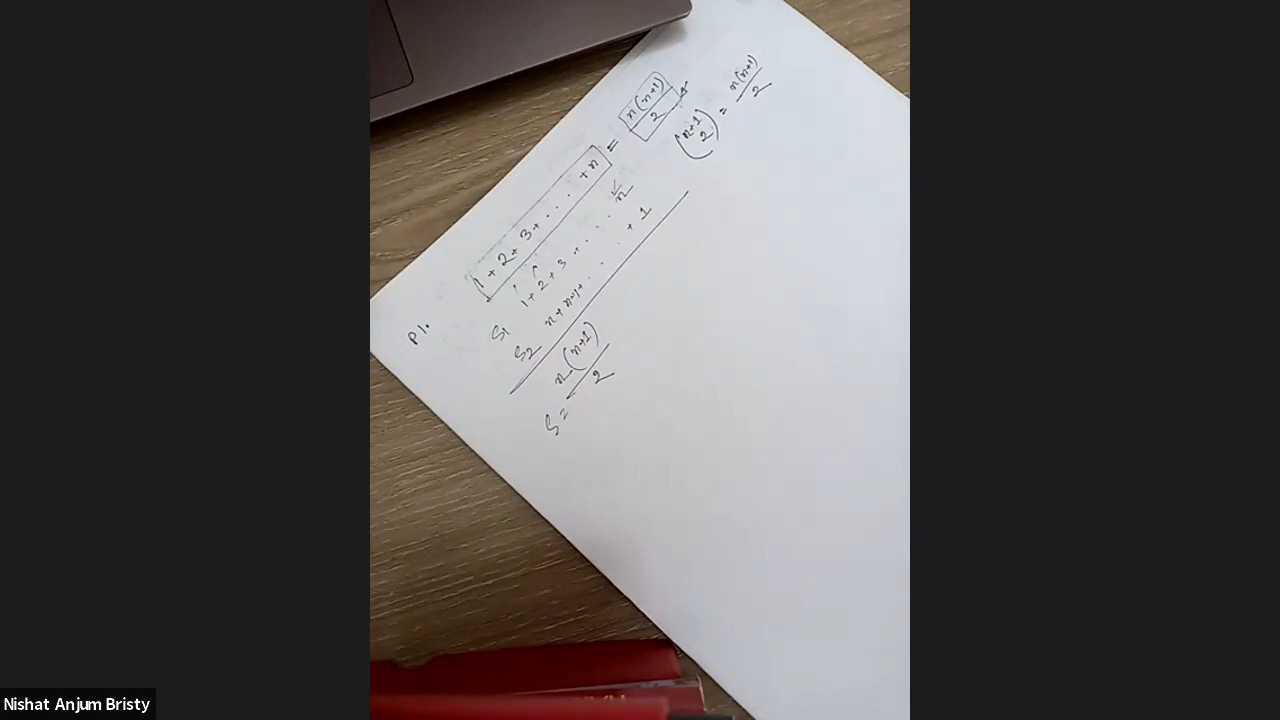 P1.
1 + 2 + 3 + . . . . + n = n(n+1)/2
(n+1 2) = n(n+1)/2
S1 1 + 2 + 3 + . . . . n
S2 n + n-1 + . . . . + 1
S = n(n+1)/2
Nishat Anjum Bristy